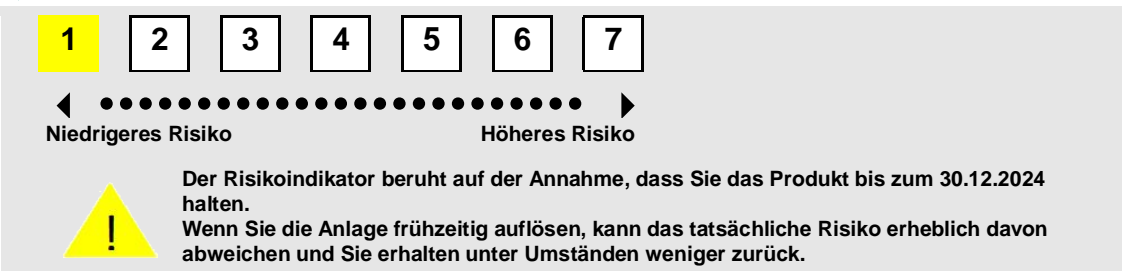 1 2 3 4 5 6 7
Niedrigeres Risiko Höheres Risiko
Der Risikoindikator beruht auf der Annahme, dass Sie das Produkt bis zum 30.12.2024
halten.
Wenn Sie die Anlage frühzeitig auflösen, kann das tatsächliche Risiko erheblich davon
abweichen und Sie erhalten unter Umständen weniger zurück.
!